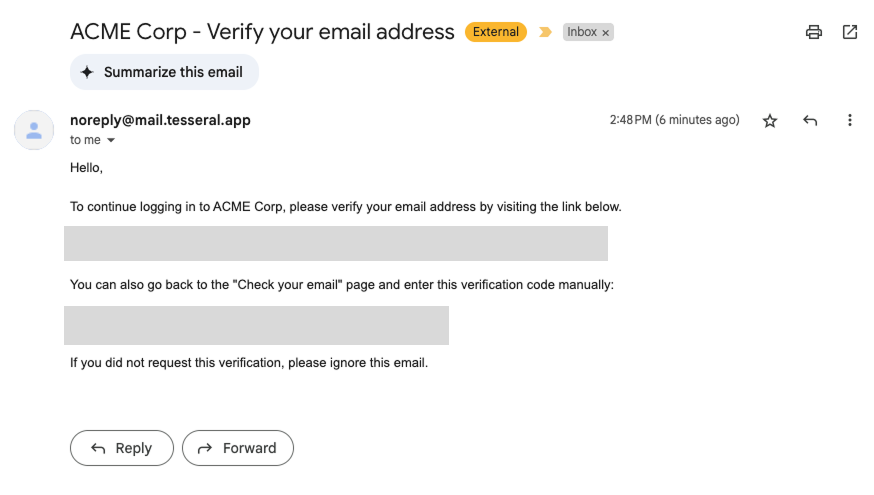 ACME Corp - Verify your email address External Inbox ×
Summarize this email
noreply@mail.tesseral.app 2:48 PM (6 minutes ago)
to me
Hello,
To continue logging in to ACME Corp, please verify your email address by visiting the link below.
You can also go back to the "Check your email" page and enter this verification code manually:
If you did not request this verification, please ignore this email.
Reply Forward